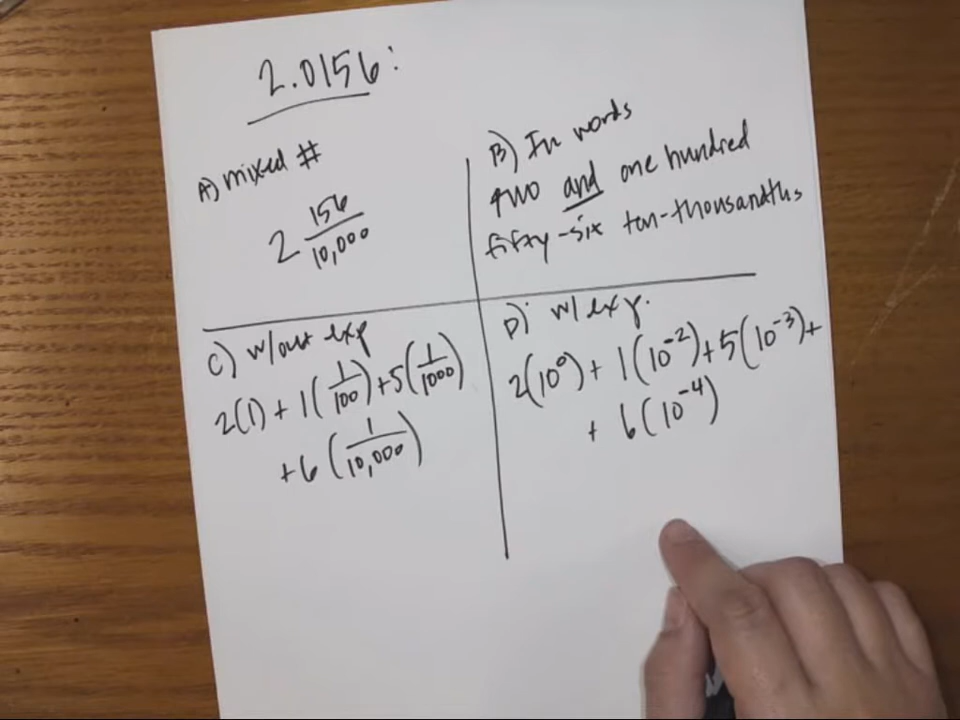 2.0156:
A) mixed #
2 156/10,000
B) In words
two and one hundred
fifty-six ten-thousandths
C) w/out exp
2(1) + 1(1/100) + 5(1/1000)
+6(1/10,000)
D) w/ exp.
2(10⁰) + 1(10⁻²) + 5(10⁻³) +
+ 6(10⁻⁴)